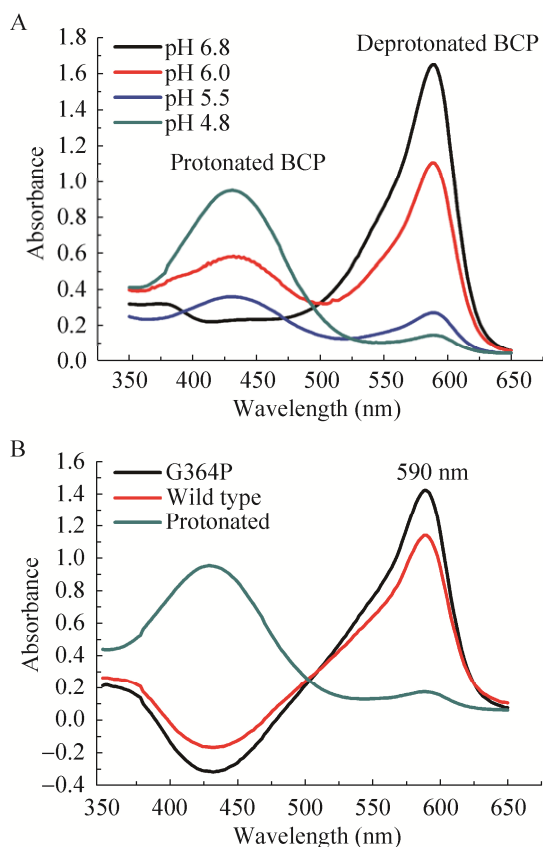 A
1.8
1.6
1.4
1.2
1.0
0.8
0.6
0.4
0.2
0.0
Absorbance
pH 6.8
pH 6.0
pH 5.5
pH 4.8
Deprotonated BCP
Protonated BCP
350 400 450 500 550 600 650
Wavelength (nm)
B
1.6
1.4
1.2
1.0
0.8
0.6
0.4
0.2
0.0
−0.2
−0.4
Absorbance
G364P
Wild type
Protonated
590 nm
350 400 450 500 550 600 650
Wavelength (nm)